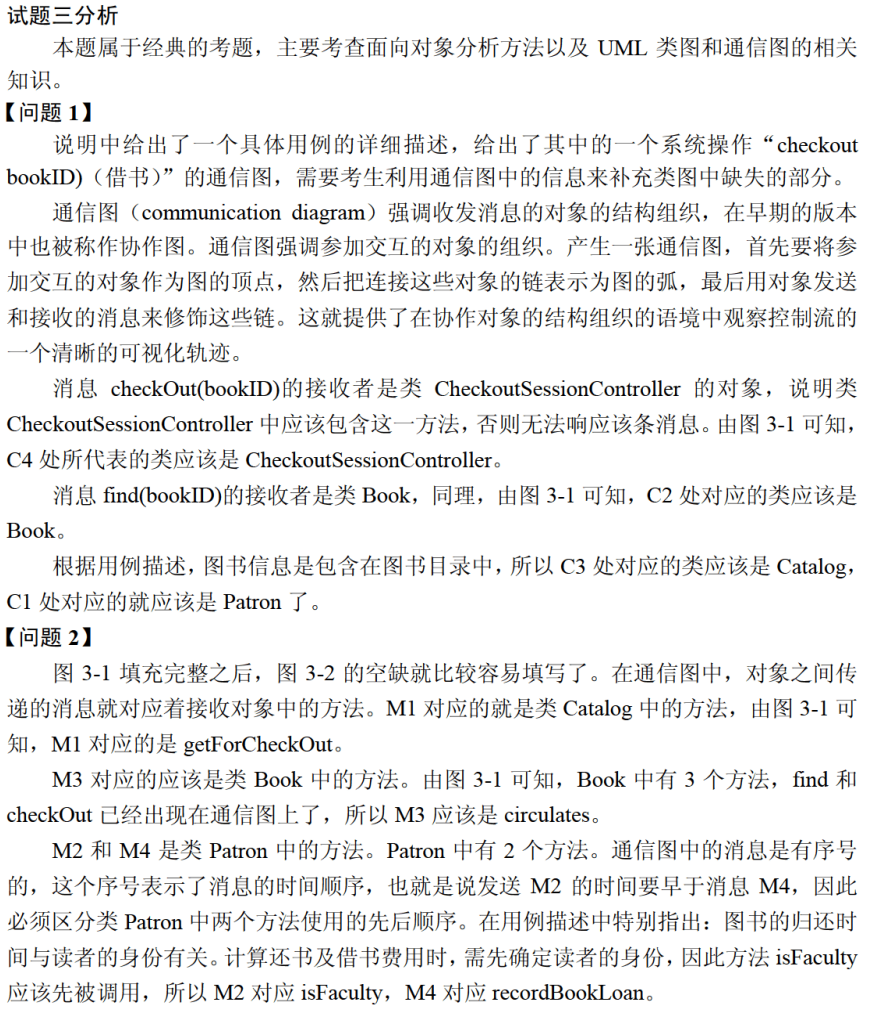 试题三分析
本题属于经典的考题，主要考查面向对象分析方法以及 UML 类图和通信图的相关
知识。
【问题 1】
说明中给出了一个具体用例的详细描述，给出了其中的一个系统操作“checkout
bookID)（借书）”的通信图，需要考生利用通信图中的信息来补充类图中缺失的部分。
通信图（communication diagram）强调收发消息的对象的结构组织，在早期的版本
中也被称作协作图。通信图强调参加交互的对象的组织。产生一张通信图，首先要将参
加交互的对象作为图的顶点，然后把连接这些对象的链表示为图的弧，最后用对象发送
和接收的消息来修饰这些链。这就提供了在协作对象的结构组织的语境中观察控制流的
一个清晰的可视化轨迹。
消息 checkOut(bookID)的接收者是类 CheckoutSessionController 的对象，说明类
CheckoutSessionController 中应该包含这一方法，否则无法响应该条消息。由图 3-1 可知，
C4 处所代表的类应该是 CheckoutSessionController。
消息 find(bookID)的接收者是类 Book，同理，由图 3-1 可知，C2 处对应的类应该是
Book。
根据用例描述，图书信息是包含在图书目录中，所以 C3 处对应的类应该是 Catalog，
C1 处对应的就应该是 Patron 了。
【问题 2】
图 3-1 填充完整之后，图 3-2 的空缺就比较容易填写了。在通信图中，对象之间传
递的消息就对应着接收对象中的方法。M1 对应的就是类 Catalog 中的方法，由图 3-1 可
知，M1 对应的是 getForCheckOut。
M3 对应的应该是类 Book 中的方法。由图 3-1 可知，Book 中有 3 个方法，find 和
checkOut 已经出现在通信图上了，所以 M3 应该是 circulates。
M2 和 M4 是类 Patron 中的方法。Patron 中有 2 个方法。通信图中的消息是有序号
的，这个序号表示了消息的时间顺序，也就是说发送 M2 的时间要早于消息 M4，因此
必须区分类 Patron 中两个方法使用的先后顺序。在用例描述中特别指出：图书的归还时
间与读者的身份有关。计算还书及借书费用时，需先确定读者的身份，因此方法 isFaculty
应该先被调用，所以 M2 对应 isFaculty，M4 对应 recordBookLoan。